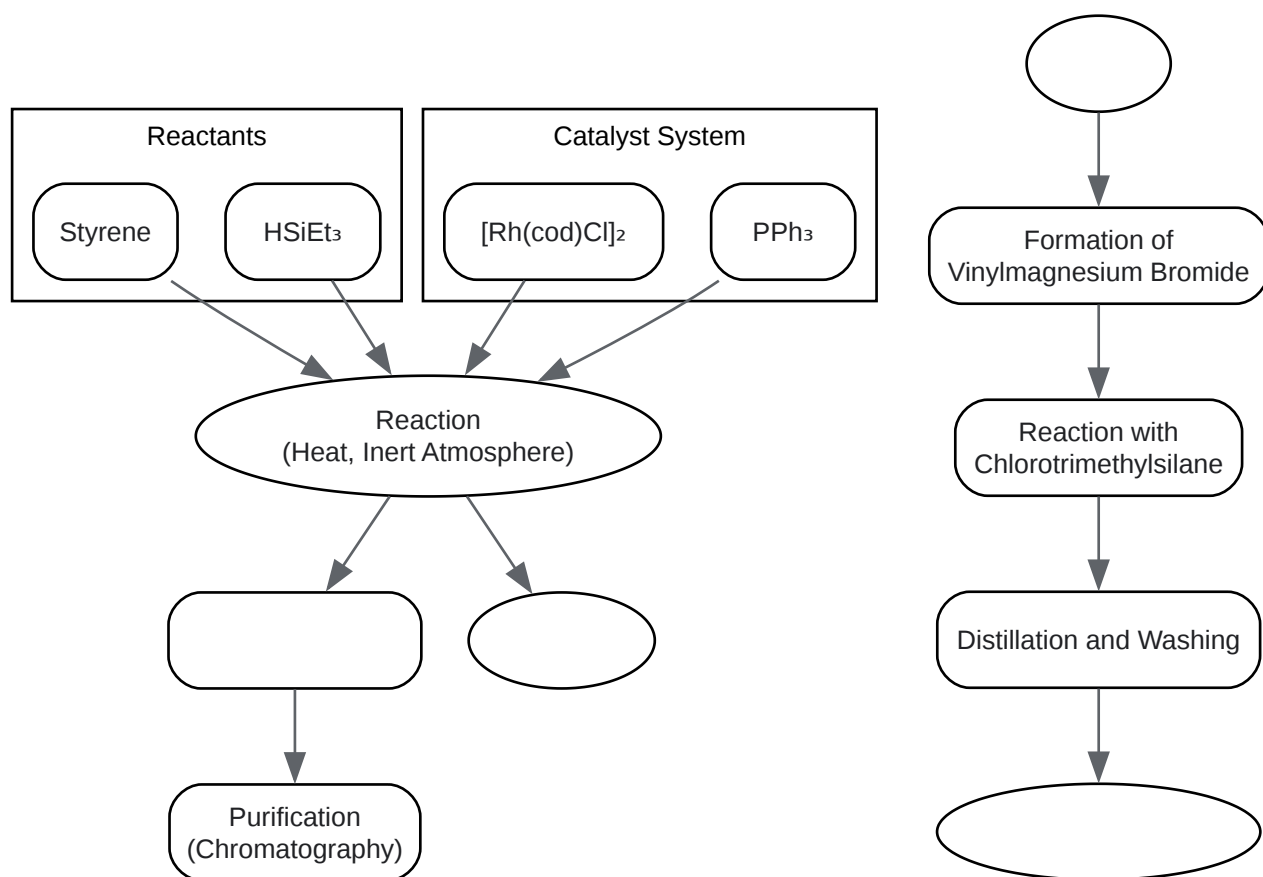 Reactants
Styrene
HSiEt₃
Catalyst System
[Rh(cod)Cl]₂
PPh₃
Reaction
(Heat, Inert Atmosphere)
Purification
(Chromatography)
Formation of
Vinylmagnesium Bromide
Reaction with
Chlorotrimethylsilane
Distillation and Washing